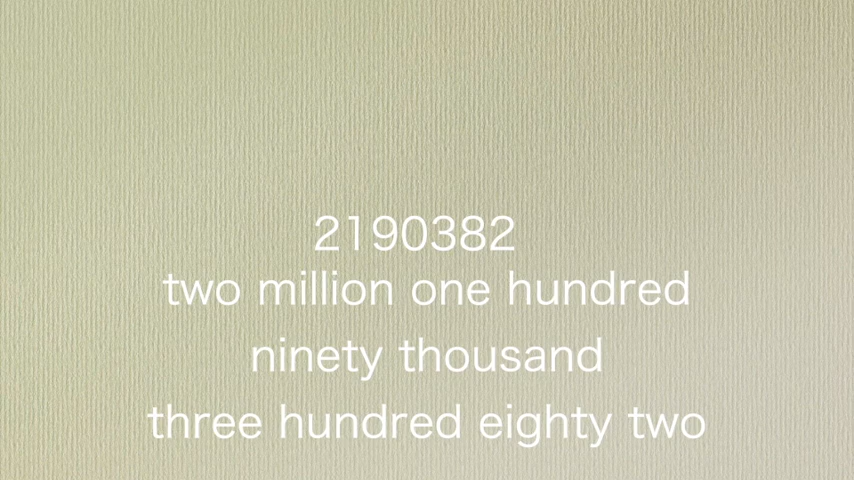 2190382
two million one hundred
ninety thousand
three hundred eighty two